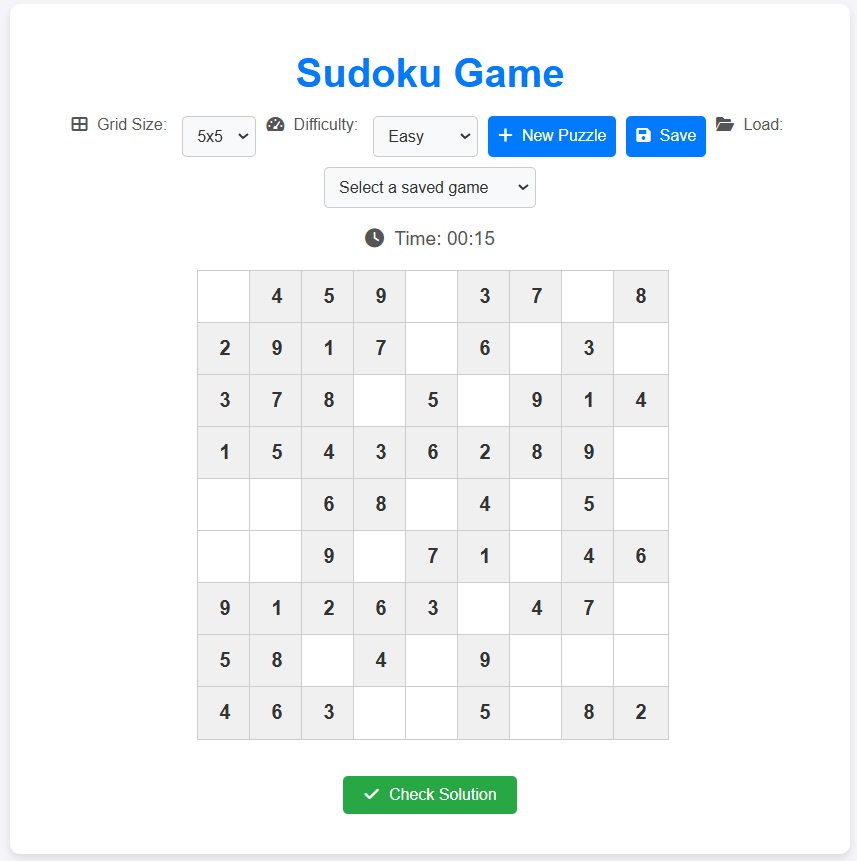 Sudoku Game
Grid Size: 5x5 Difficulty: Easy New Puzzle Save Load:
Select a saved game
Time: 00:15
4 5 9 3 7 8
2 9 1 7 6 3
3 7 8 5 9 1 4
1 5 4 3 6 2 8 9
6 8 4 5
9 7 1 4 6
9 1 2 6 3 4 7
5 8 4 9
4 6 3 5 8 2
Check Solution